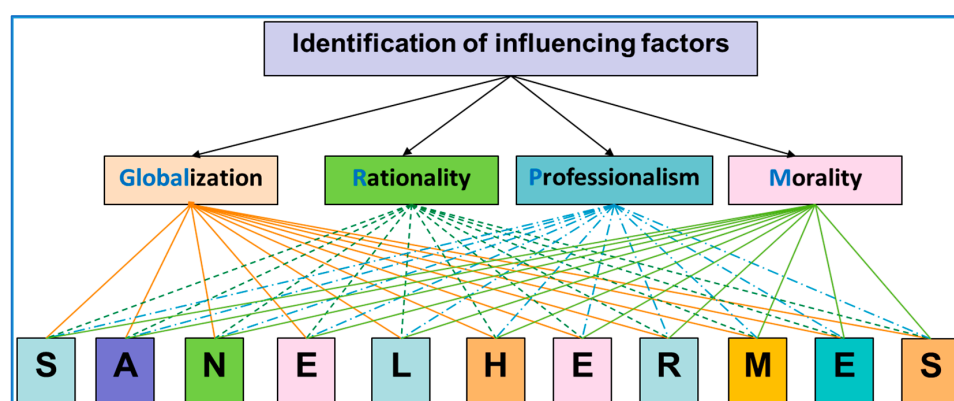 Identification of influencing factors
Globalization Rationality Professionalism Morality
S A N E L H E R M E S